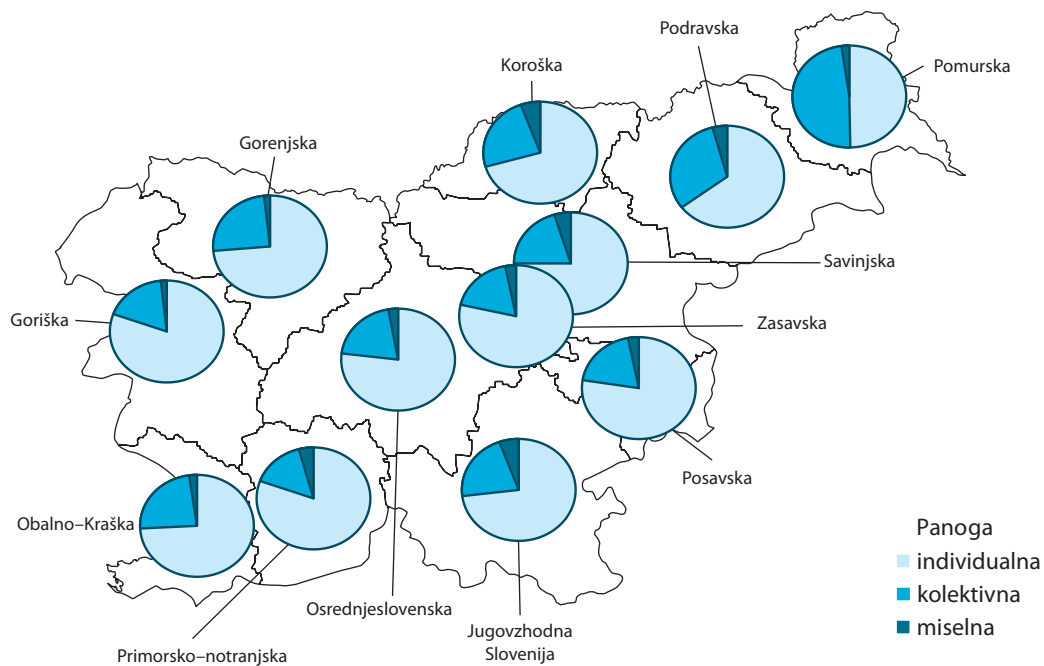 Podravska
Pomurska
Koroška
Gorenjska
Savinjska
Goriška
Zasavska
Posavska
Obalno–Kraška
Osrednjeslovenska
Jugovzhodna
Slovenija
Primorsko–notranjska
Panoga
individualna
kolektivna
miselna